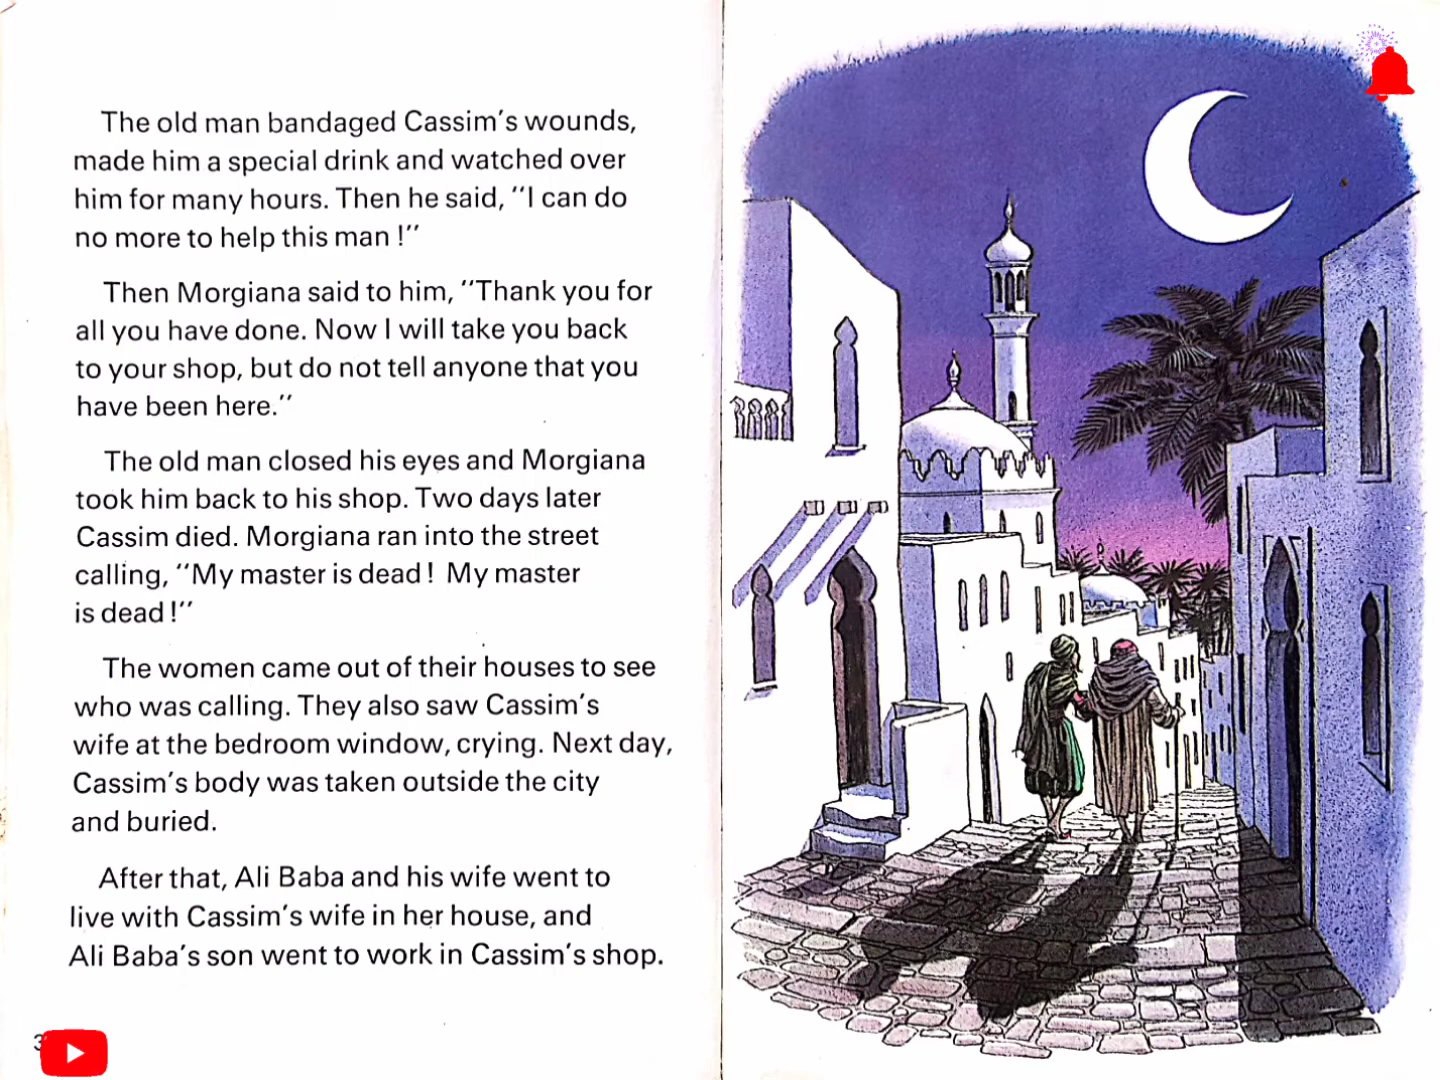 The old man bandaged Cassim's wounds,
made him a special drink and watched over
him for many hours. Then he said, "I can do
no more to help this man !"
Then Morgiana said to him, "Thank you for
all you have done. Now I will take you back
to your shop, but do not tell anyone that you
have been here."
The old man closed his eyes and Morgiana
took him back to his shop. Two days later
Cassim died. Morgiana ran into the street
calling, "My master is dead ! My master
is dead !"
The women came out of their houses to see
who was calling. They also saw Cassim's
wife at the bedroom window, crying. Next day,
Cassim's body was taken outside the city
and buried.
After that, Ali Baba and his wife went to
live with Cassim's wife in her house, and
Ali Baba's son went to work in Cassim's shop.